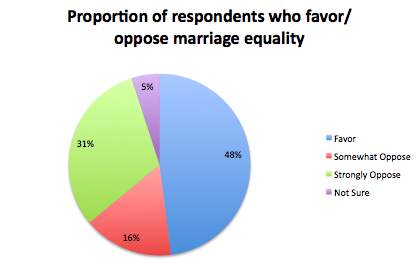 Proportion of respondents who favor/
oppose marriage equality
5%
48%
31%
16%
Favor
Somewhat Oppose
Strongly Oppose
Not Sure